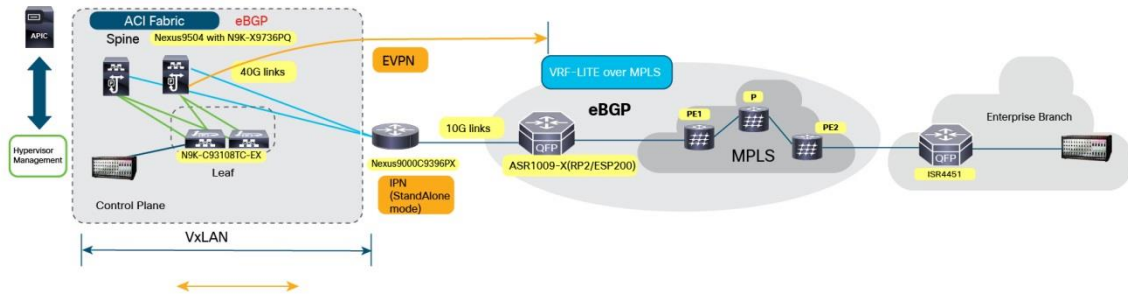 APIC
Hypervisor
Management
ACI Fabric
eBGP
Spine
Nexus9504 with N9K-X9736PQ
40G links
N9K-C93108TC-EX
Leaf
Control Plane
VxLAN
EVPN
Nexus9000C9396PX
IPN
(StandAlone
mode)
10G links
VRF-LITE over MPLS
eBGP
QFP
ASR1009-X(RP2/ESP200)
PE1
P
PE2
MPLS
QFP
ISR4451
Enterprise Branch